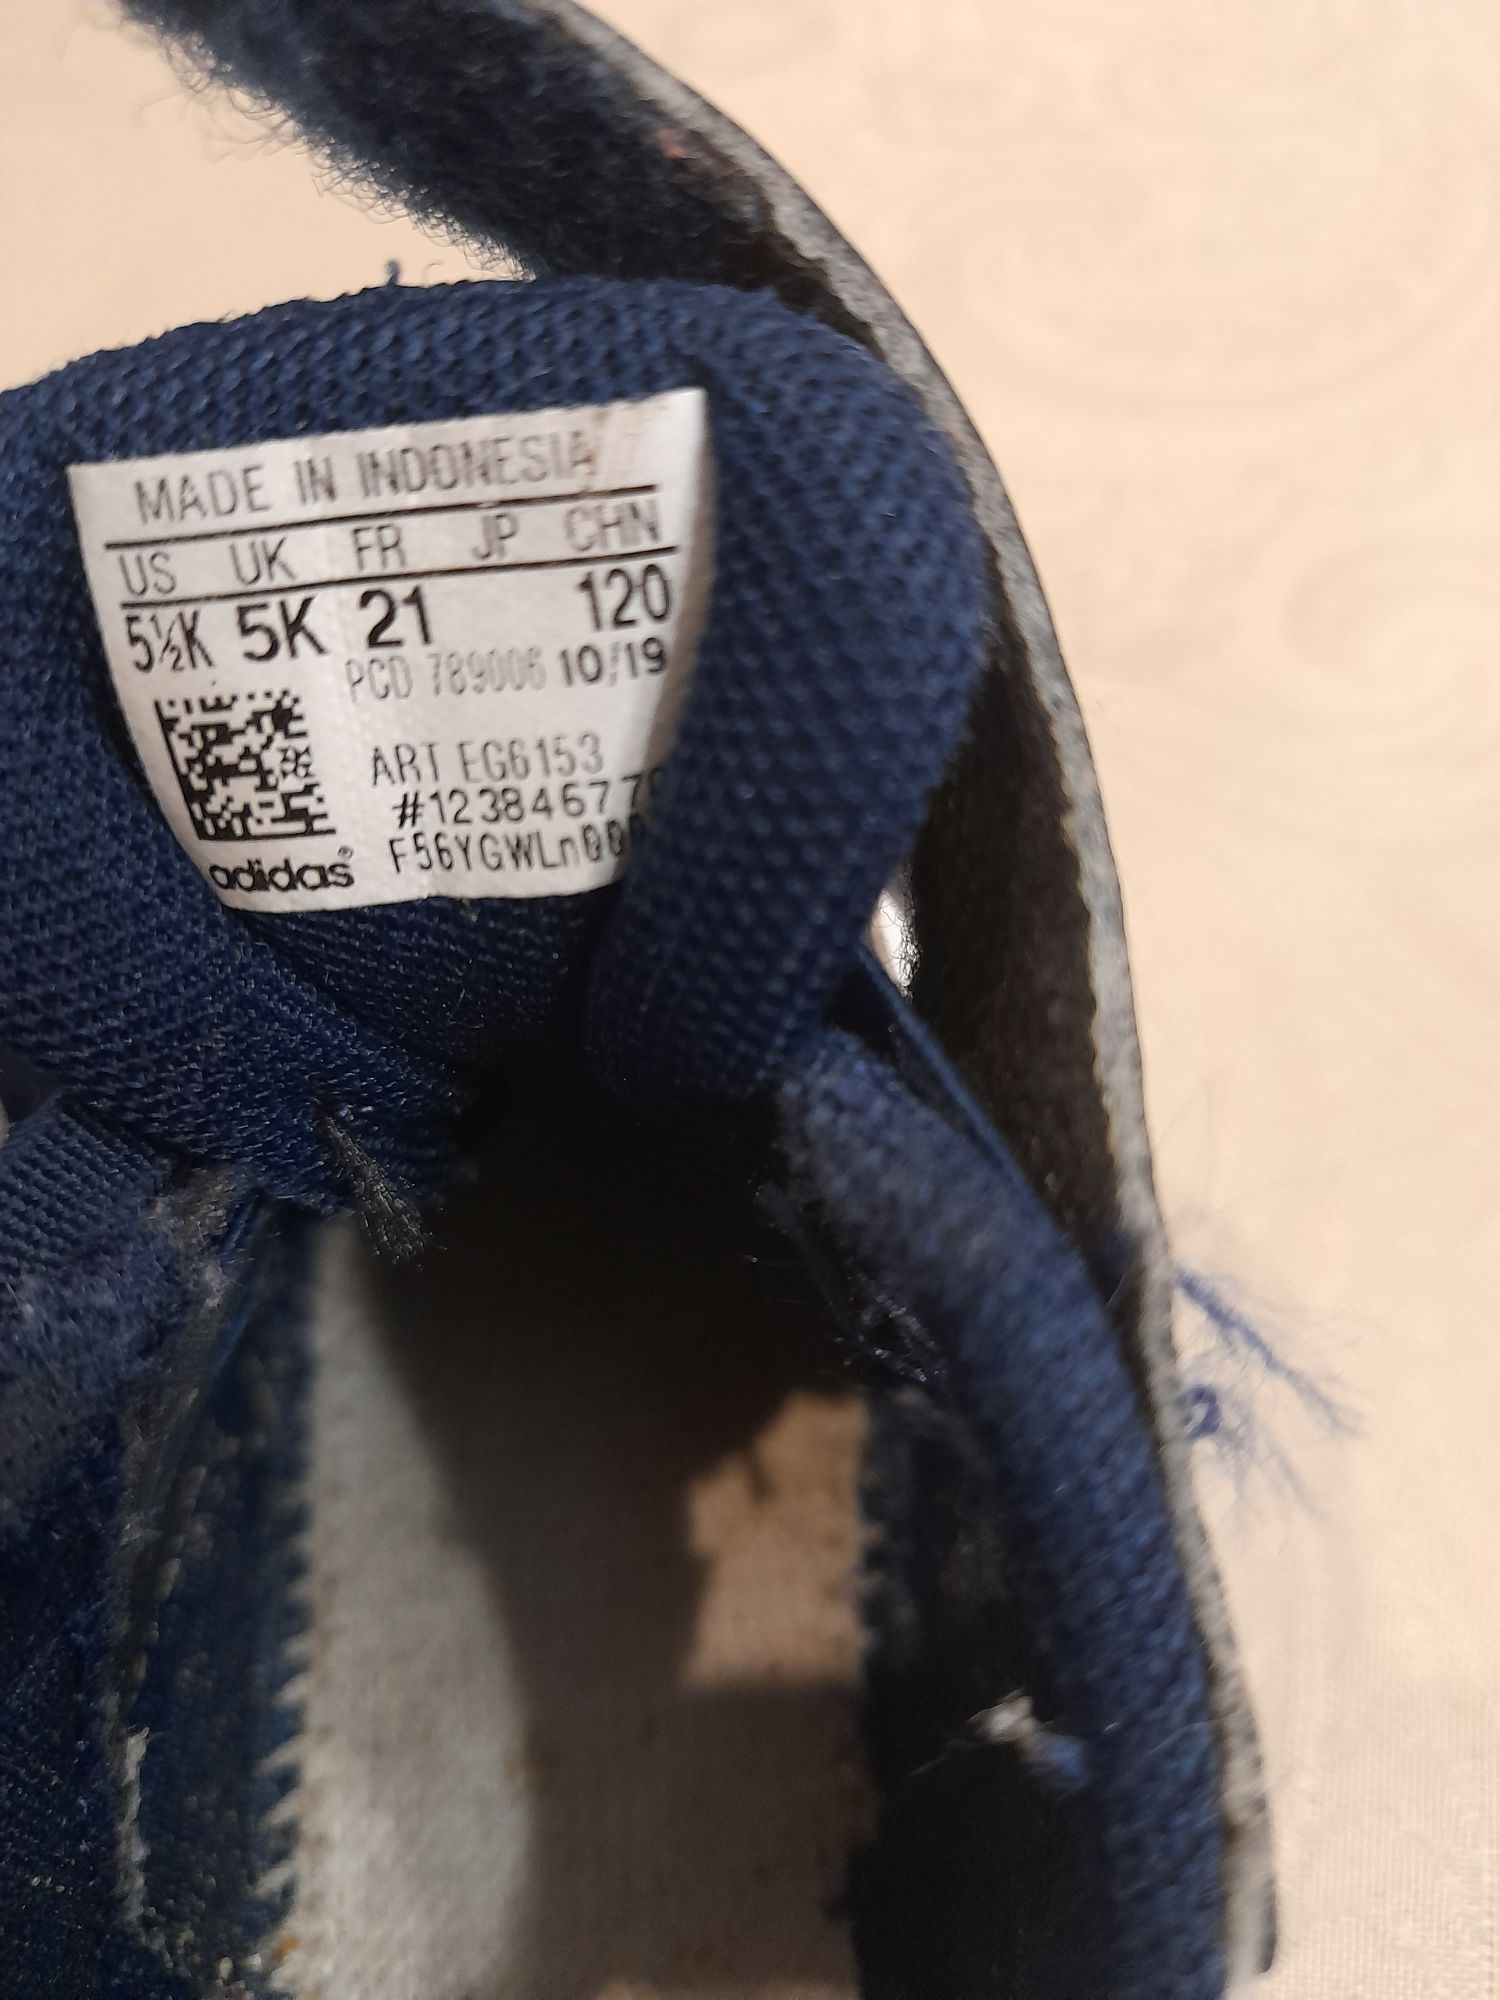 MADE IN INDONESIA
US UK FR JP CHN
5½K 5K 21 120
PCD 789006 10/19
ART EG6153
adidas®